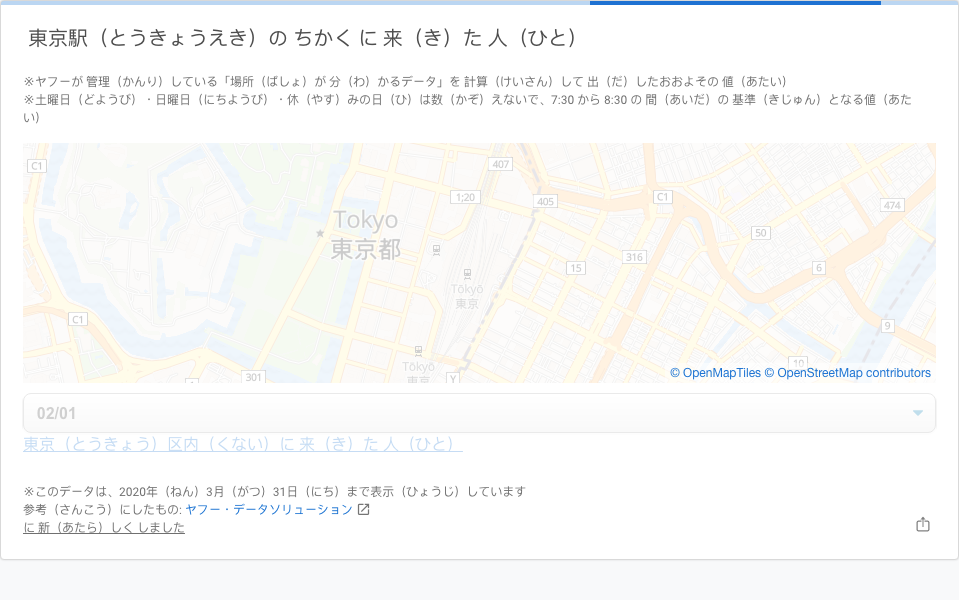 東京駅（とうきょうえき）の ちかく に 来（き）た 人（ひと）
※ヤフーが 管理（かんり）している「場所（ばしょ）が 分（わ）かるデータ」を 計算（けいさん）して 出（だ）したおおよその 値（あたい）
※土曜日（どようび）・日曜日（にちようび）・休（やす）みの日（ひ）は数（かぞ）えないで、7:30 から 8:30 の 間（あいだ）の 基準（きじゅん）となる値（あた
い）
C1
407
1;20
405
C1
474
Tokyo
東京都
50
316
15
6
Tōkyō
東京
C1
9
Tōkyō
東京
10
301
Y
© OpenMapTiles © OpenStreetMap contributors
02/01
東京（とうきょう）区内（くない）に 来（き）た 人（ひと）
※このデータは、2020年（ねん）3月（がつ）31日（にち）まで表示（ひょうじ）しています
参考（さんこう）にしたもの: ヤフー・データソリューション
に 新（あたら）しく しました